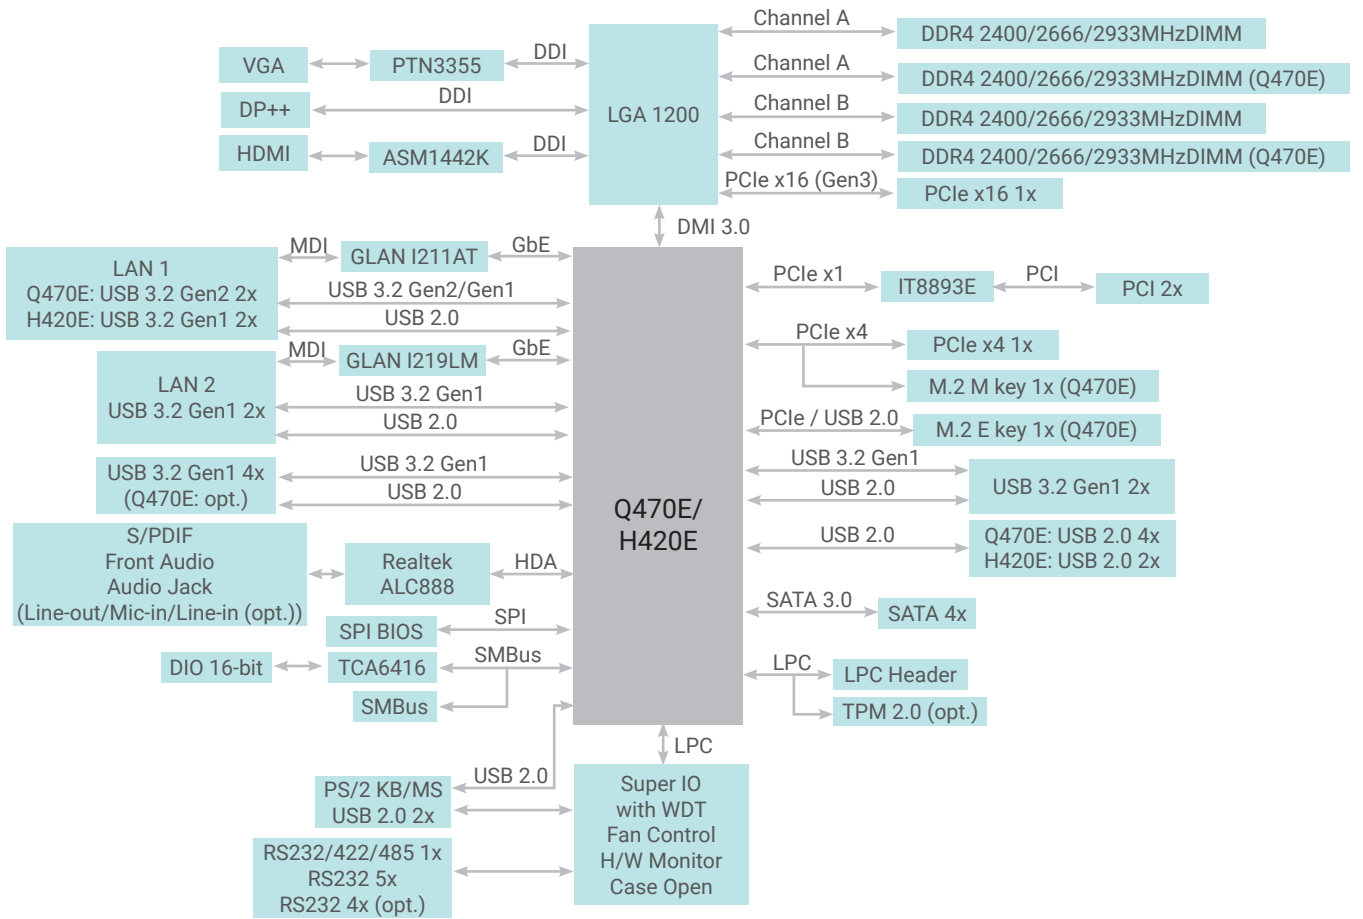 Channel A
DDR4 2400/2666/2933MHzDIMM
VGA
PTN3355
DDI
Channel A
DDR4 2400/2666/2933MHzDIMM (Q470E)
DP++
DDI
LGA 1200
Channel B
DDR4 2400/2666/2933MHzDIMM
HDMI
ASM1442K
DDI
Channel B
DDR4 2400/2666/2933MHzDIMM (Q470E)
PCIe x16 (Gen3)
PCIe x16 1x
DMI 3.0
LAN 1
Q470E: USB 3.2 Gen2 2x
H420E: USB 3.2 Gen1 2x
MDI
GLAN I211AT
GbE
USB 3.2 Gen2/Gen1
USB 2.0
LAN 2
USB 3.2 Gen1 2x
MDI
GLAN I219LM
GbE
USB 3.2 Gen1
USB 2.0
USB 3.2 Gen1 4x
(Q470E: opt.)
USB 3.2 Gen1
USB 2.0
S/PDIF
Front Audio
Audio Jack
(Line-out/Mic-in/Line-in (opt.))
Realtek
ALC888
HDA
SPI BIOS
SPI
DIO 16-bit
TCA6416
SMBus
SMBus
Q470E/
H420E
PCIe x1
IT8893E
PCI
PCI 2x
PCIe x4
PCIe x4 1x
M.2 M key 1x (Q470E)
PCIe / USB 2.0
M.2 E key 1x (Q470E)
USB 3.2 Gen1
USB 2.0
USB 3.2 Gen1 2x
USB 2.0
Q470E: USB 2.0 4x
H420E: USB 2.0 2x
SATA 3.0
SATA 4x
LPC
LPC Header
TPM 2.0 (opt.)
LPC
USB 2.0
PS/2 KB/MS
USB 2.0 2x
RS232/422/485 1x
RS232 5x
RS232 4x (opt.)
Super IO
with WDT
Fan Control
H/W Monitor
Case Open